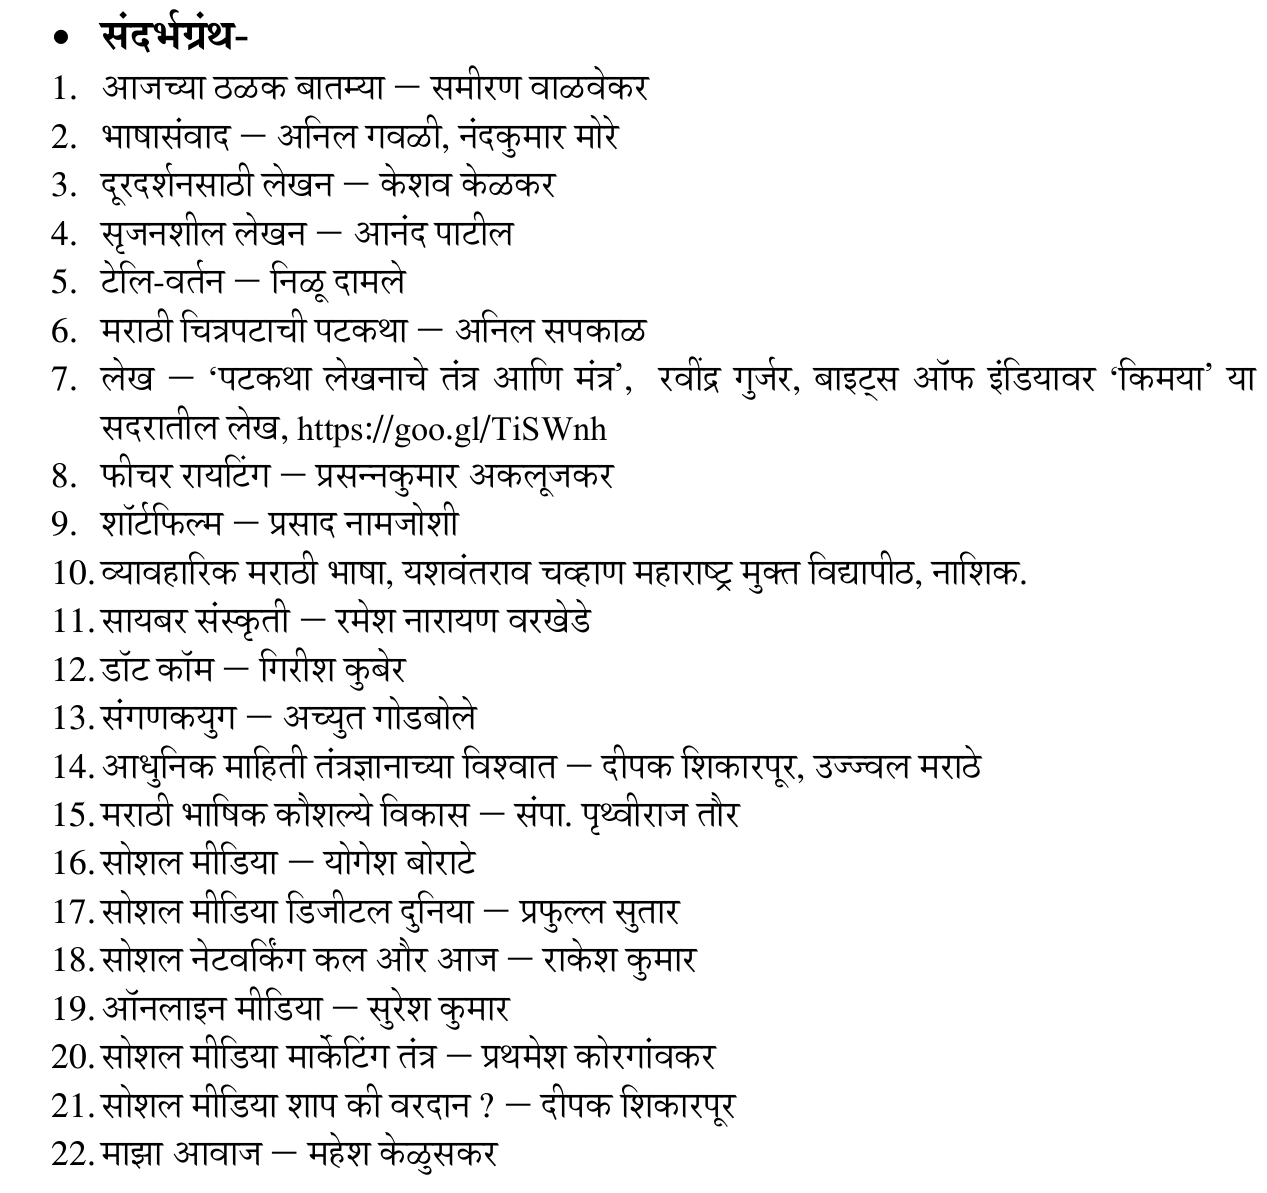 • संदर्भग्रंथ-
1. आजच्या ठळक बातम्या – समीरण वाळवेकर
2. भाषासंवाद – अनिल गवळी, नंदकुमार मोरे
3. दूरदर्शनसाठी लेखन – केशव केळकर
4. सृजनशील लेखन – आनंद पाटील
5. टेलि-वर्तन – निळू दामले
6. मराठी चित्रपटाची पटकथा – अनिल सपकाळ
7. लेख – ‘पटकथा लेखनाचे तंत्र आणि मंत्र’, रवींद्र गुर्जर, बाइट्स ऑफ इंडियावर ‘किमया’ या
सदरातील लेख, https://goo.gl/TiSWnh
8. फीचर रायटिंग – प्रसन्नकुमार अकलूजकर
9. शॉर्टफिल्म – प्रसाद नामजोशी
10. व्यावहारिक मराठी भाषा, यशवंतराव चव्हाण महाराष्ट्र मुक्त विद्यापीठ, नाशिक.
11. सायबर संस्कृती – रमेश नारायण वरखेडे
12. डॉट कॉम – गिरीश कुबेर
13. संगणकयुग – अच्युत गोडबोले
14. आधुनिक माहिती तंत्रज्ञानाच्या विश्वात – दीपक शिकारपूर, उज्ज्वल मराठे
15. मराठी भाषिक कौशल्ये विकास – संपा. पृथ्वीराज तौर
16. सोशल मीडिया – योगेश बोराटे
17. सोशल मीडिया डिजीटल दुनिया – प्रफुल्ल सुतार
18. सोशल नेटवर्किंग कल और आज – राकेश कुमार
19. ऑनलाइन मीडिया – सुरेश कुमार
20. सोशल मीडिया मार्केटिंग तंत्र – प्रथमेश कोरगांवकर
21. सोशल मीडिया शाप की वरदान ? – दीपक शिकारपूर
22. माझा आवाज – महेश केळुसकर